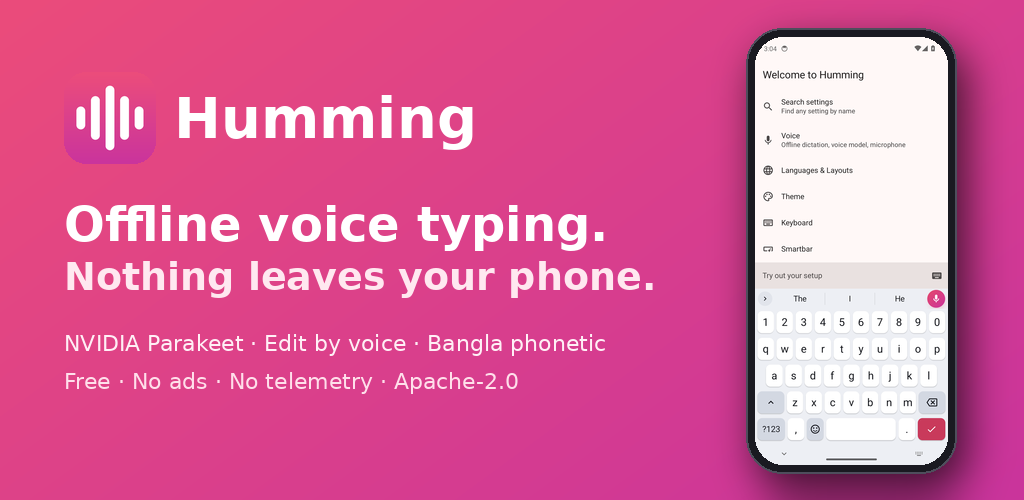 Humming
Offline voice typing.
Nothing leaves your phone.
NVIDIA Parakeet · Edit by voice · Bangla phonetic
Free · No ads · No telemetry · Apache-2.0
3:04
Welcome to Humming
Search settings
Find any setting by name
Voice
Offline dictation, voice model, microphone
Languages & Layouts
Theme
Keyboard
Smartbar
Try out your setup
The I He
1 2 3 4 5 6 7 8 9 0
q w e r t y u i o p
a s d f g h j k l
z x c v b n m
?123 , .